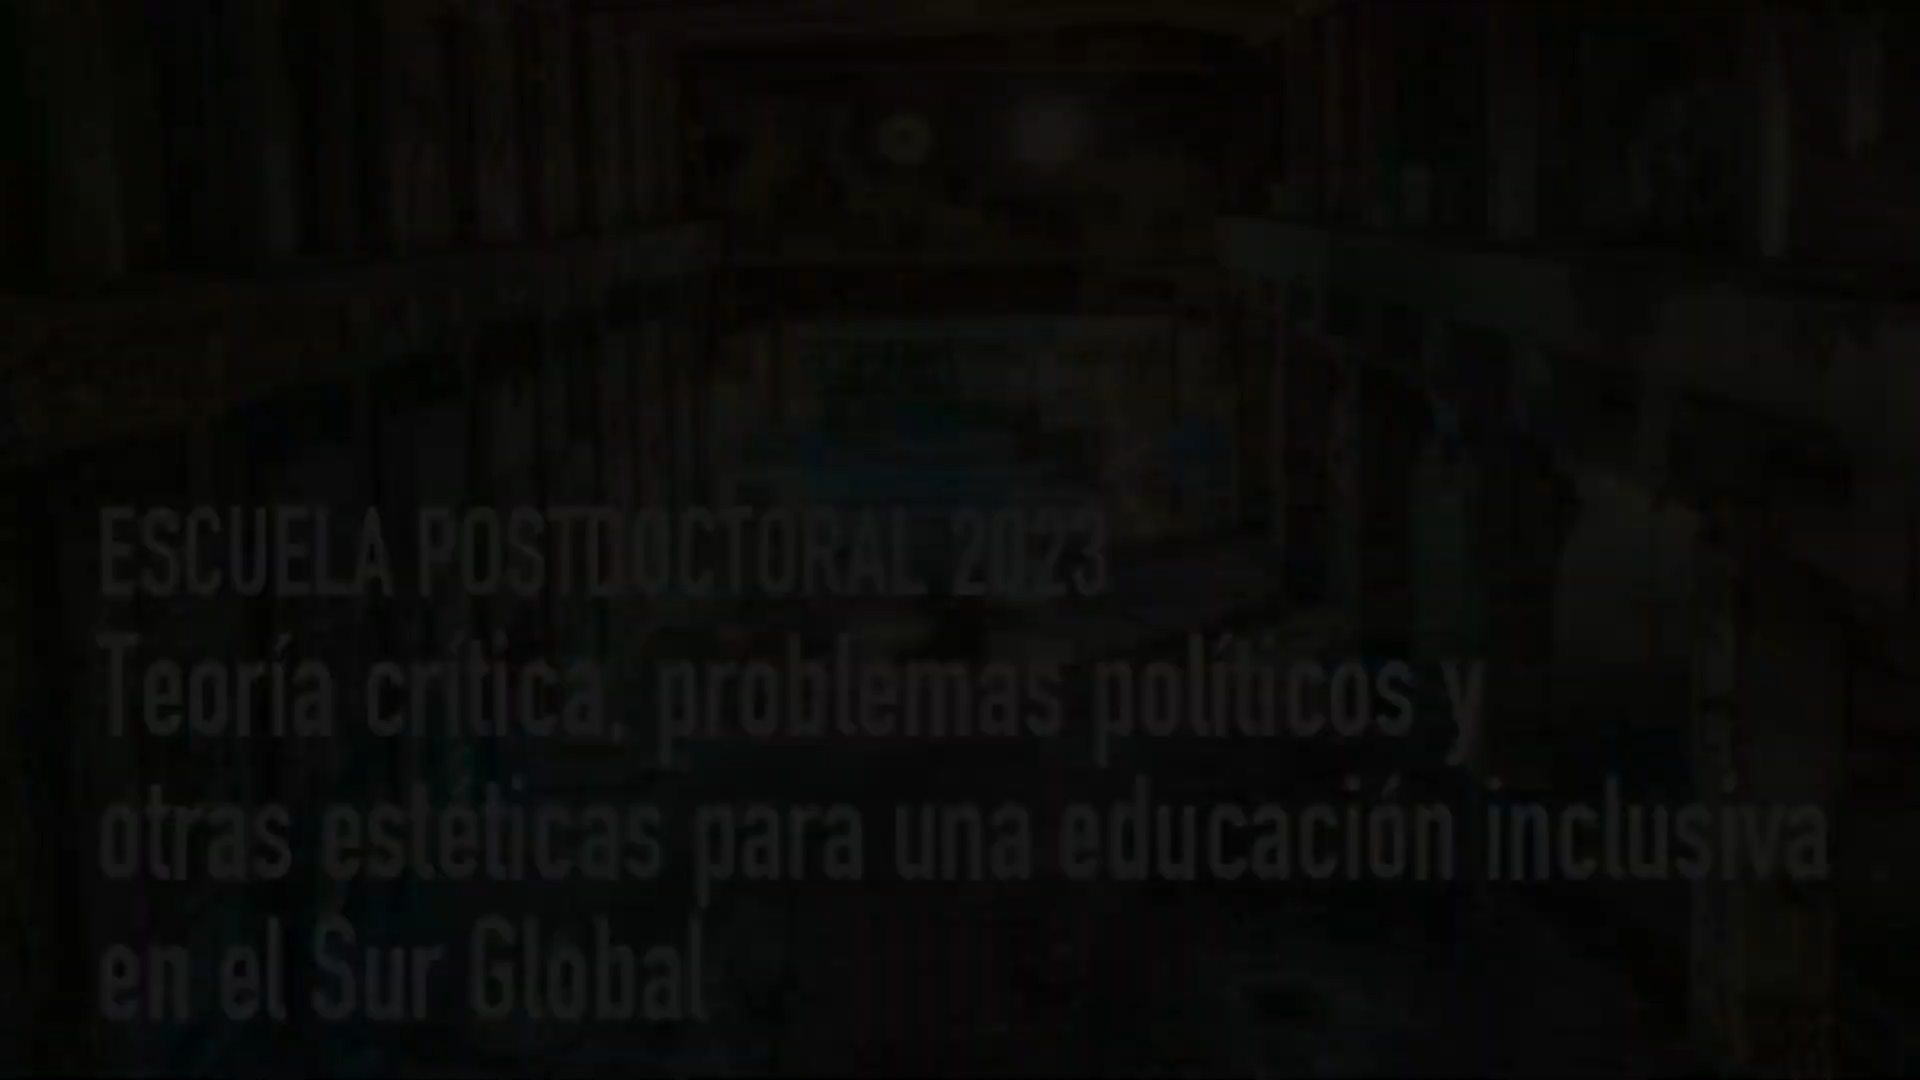 ESCUELA POSTDOCTORAL 2023
Teoría crítica, problemas políticos y
otras estéticas para una educación inclusiva
en el Sur Global